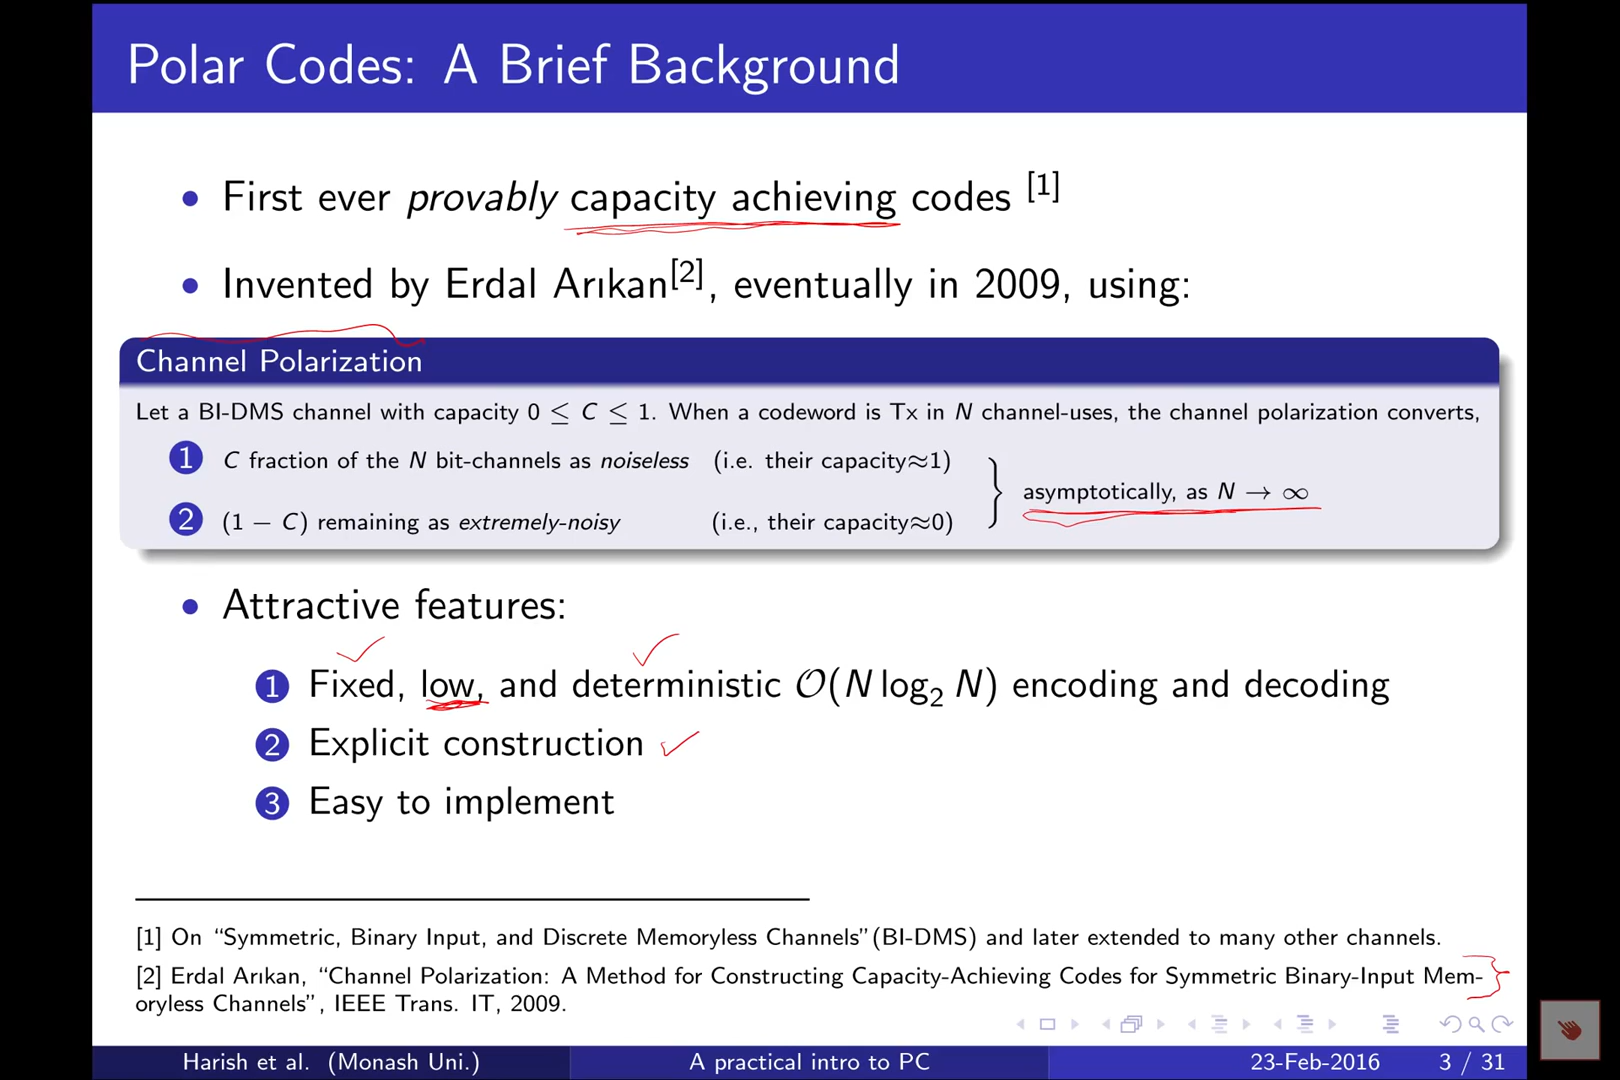 Polar Codes: A Brief Background
• First ever provably capacity achieving codes [1]
• Invented by Erdal Arıkan[2], eventually in 2009, using:
Channel Polarization
Let a BI-DMS channel with capacity 0 ≤ C ≤ 1. When a codeword is Tx in N channel-uses, the channel polarization converts,
1 C fraction of the N bit-channels as noiseless (i.e. their capacity≈1)
2 (1 − C) remaining as extremely-noisy (i.e., their capacity≈0)
asymptotically, as N → ∞
• Attractive features:
1 Fixed, low, and deterministic O(N log₂ N) encoding and decoding
2 Explicit construction
3 Easy to implement
[1] On “Symmetric, Binary Input, and Discrete Memoryless Channels”(BI-DMS) and later extended to many other channels.
[2] Erdal Arıkan, “Channel Polarization: A Method for Constructing Capacity-Achieving Codes for Symmetric Binary-Input Mem-
oryless Channels”, IEEE Trans. IT, 2009.
Harish et al. (Monash Uni.) A practical intro to PC 23-Feb-2016 3 / 31